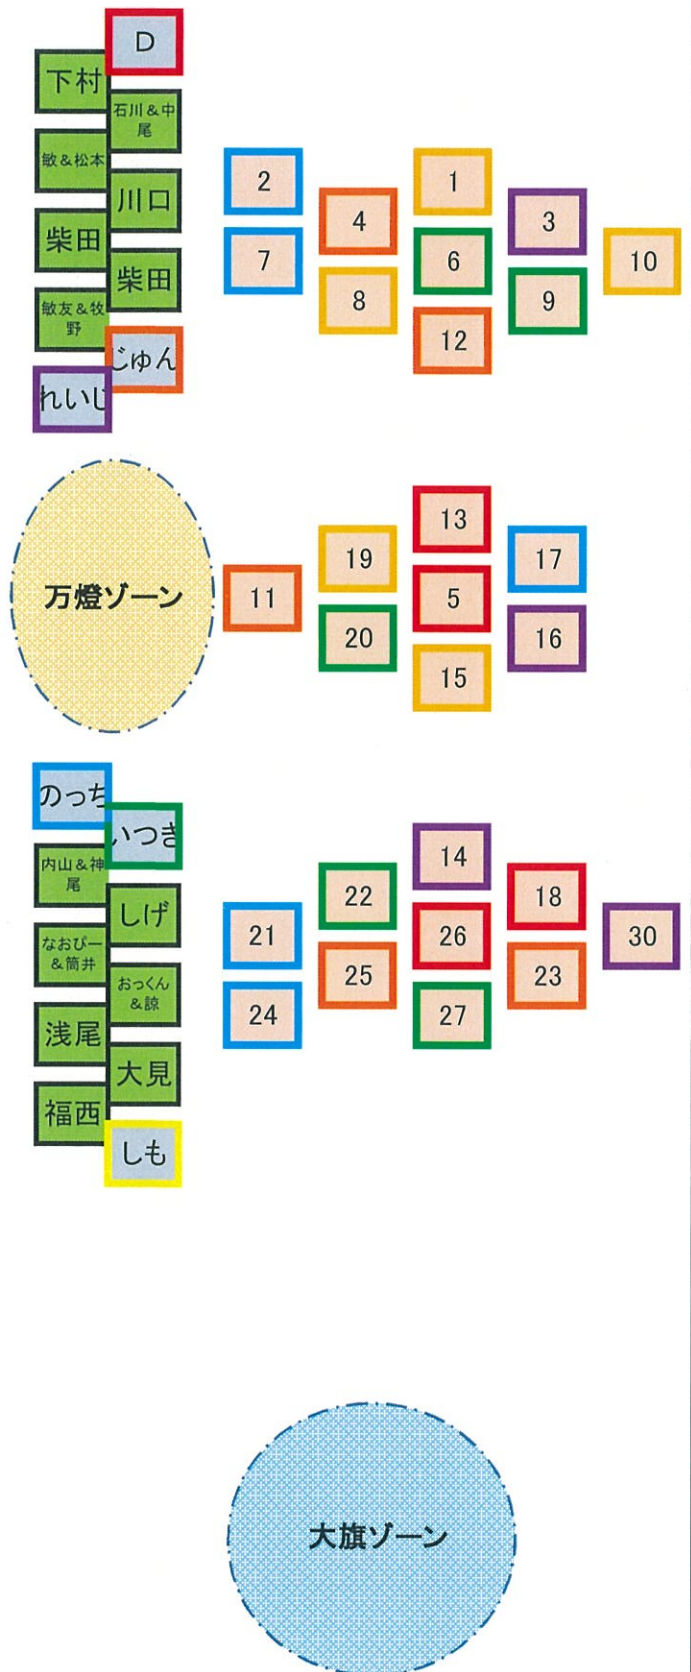 D
下村
石川＆中
尾
敏＆松本
川口
柴田
柴田
敏友＆牧
野
じゅん
れいじ
2
7
4
8
1
6
12
3
9
10
万燈ゾーン
11
19
20
13
5
15
17
16
のっち
いつき
内山＆神
尾
しげ
なおぴー
＆筒井
おっくん
＆諒
浅尾
大見
福西
しも
21
24
22
25
14
26
27
18
23
30
大旗ゾーン